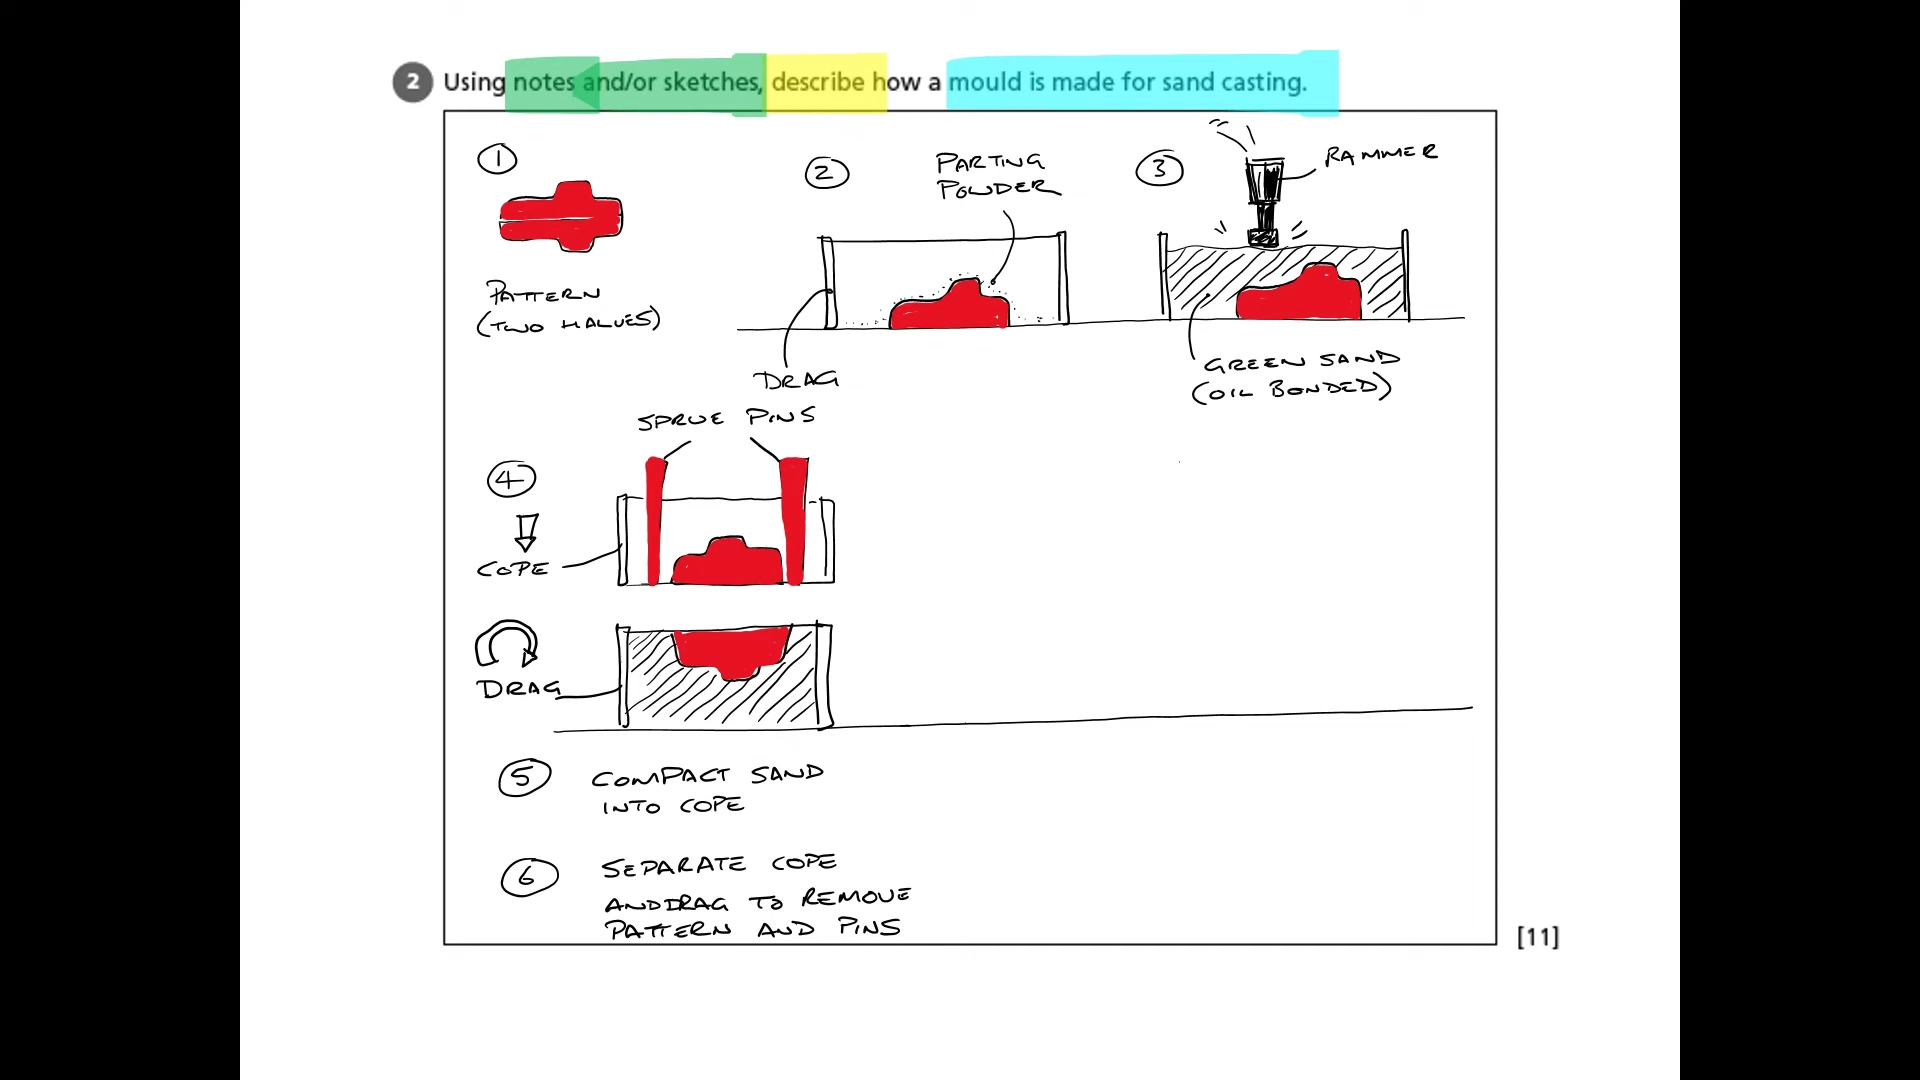 2 Using notes and/or sketches, describe how a mould is made for sand casting.
1
PATTERN
(TWO HALVES)
2
PARTING
POWDER
DRAG
3
RAMMER
GREEN SAND
(OIL BONDED)
SPRUE PINS
4
COPE
DRAG
5 COMPACT SAND
INTO COPE
6 SEPARATE COPE
AND DRAG TO REMOVE
PATTERN AND PINS
[11]